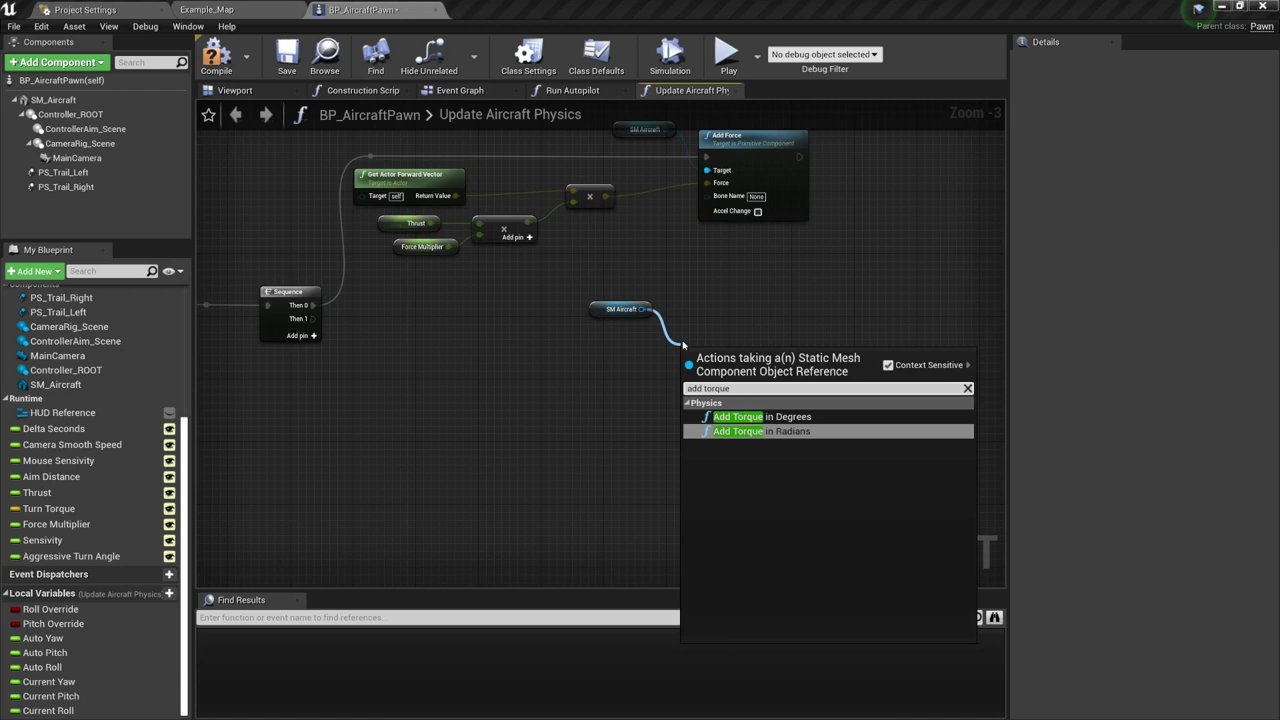 Project Settings
Example_Map
BP_AircraftPawn•
File Edit Asset View Debug Window Help
Parent class: Pawn
Components
Add Component
Search
BP_AircraftPawn(self)
SM_Aircraft
Controller_ROOT
ControllerAim_Scene
CameraRig_Scene
MainCamera
PS_Trail_Left
PS_Trail_Right
My Blueprint
Add New
Search
Components
PS_Trail_Right
PS_Trail_Left
CameraRig_Scene
ControllerAim_Scene
MainCamera
Controller_ROOT
SM_Aircraft
Runtime
HUD Reference
Delta Seconds
Camera Smooth Speed
Mouse Sensivity
Aim Distance
Thrust
Turn Torque
Force Multiplier
Sensivity
Aggressive Turn Angle
Event Dispatchers
Local Variables (Update Aircraft Physics)
Roll Override
Pitch Override
Auto Yaw
Auto Pitch
Auto Roll
Current Yaw
Current Pitch
Current Roll
Compile
Save
Browse
Find
Hide Unrelated
Class Settings
Class Defaults
Simulation
Play
No debug object selected
Debug Filter
Viewport
Construction Scrip
Event Graph
Run Autopilot
Update Aircraft Phy
BP_AircraftPawn > Update Aircraft Physics
Zoom -3
SM Aircraft
Add Force
Target is Primitive Component
Target
Force
Bone Name None
Accel Change
Get Actor Forward Vector
Target is Actor
Target self Return Value
Thrust
Force Multiplier
Add pin
Sequence
Then 0
Then 1
Add pin
SM Aircraft
Actions taking a(n) Static Mesh
Component Object Reference
Context Sensitive
add torque
Physics
Add Torque in Degrees
Add Torque in Radians
T
Find Results
Enter function or event name to find references...
Details